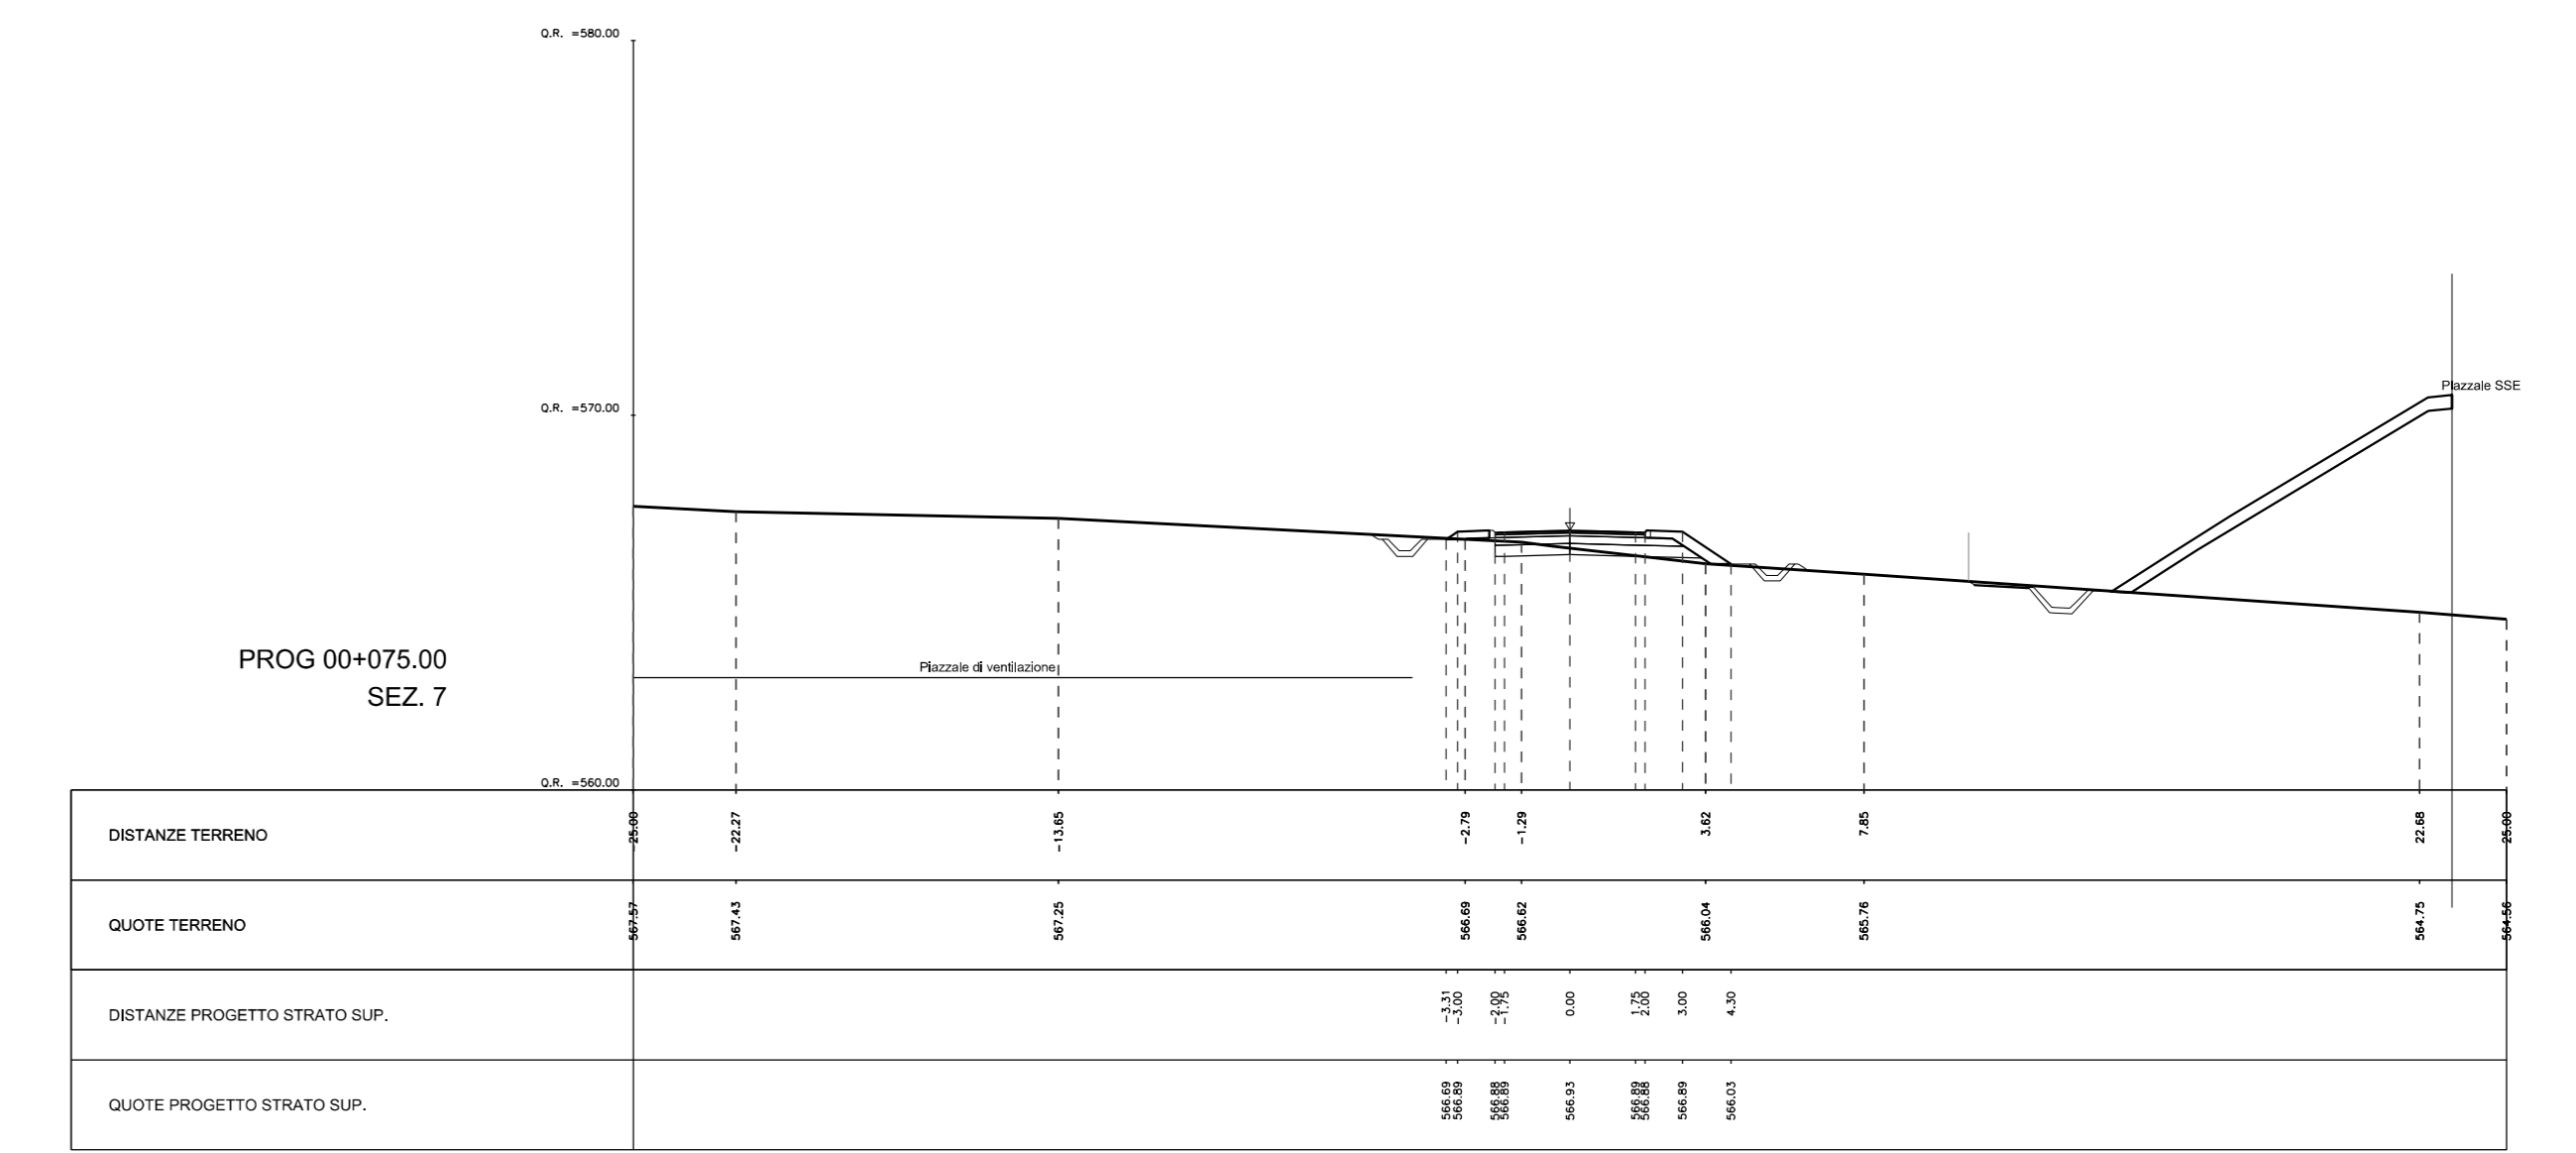 Q.R. =580.00
Q.R. =570.00
Piazzale SSE
PROG 00+075.00
SEZ. 7
Piazzale di ventilazione
Q.R. =560.00
DISTANZE TERRENO
-25.00 -22.27 -13.65 -2.79 -1.29 3.62 7.85 22.68 25.00
QUOTE TERRENO
567.57 567.43 567.25 566.69 566.62 566.04 565.76 564.75 564.56
DISTANZE PROGETTO STRATO SUP.
-3.31 -3.00 -2.00 -1.75 0.00 1.75 2.00 3.00 4.30
QUOTE PROGETTO STRATO SUP.
566.69 566.89 566.88 566.89 566.93 566.89 566.88 566.89 566.03